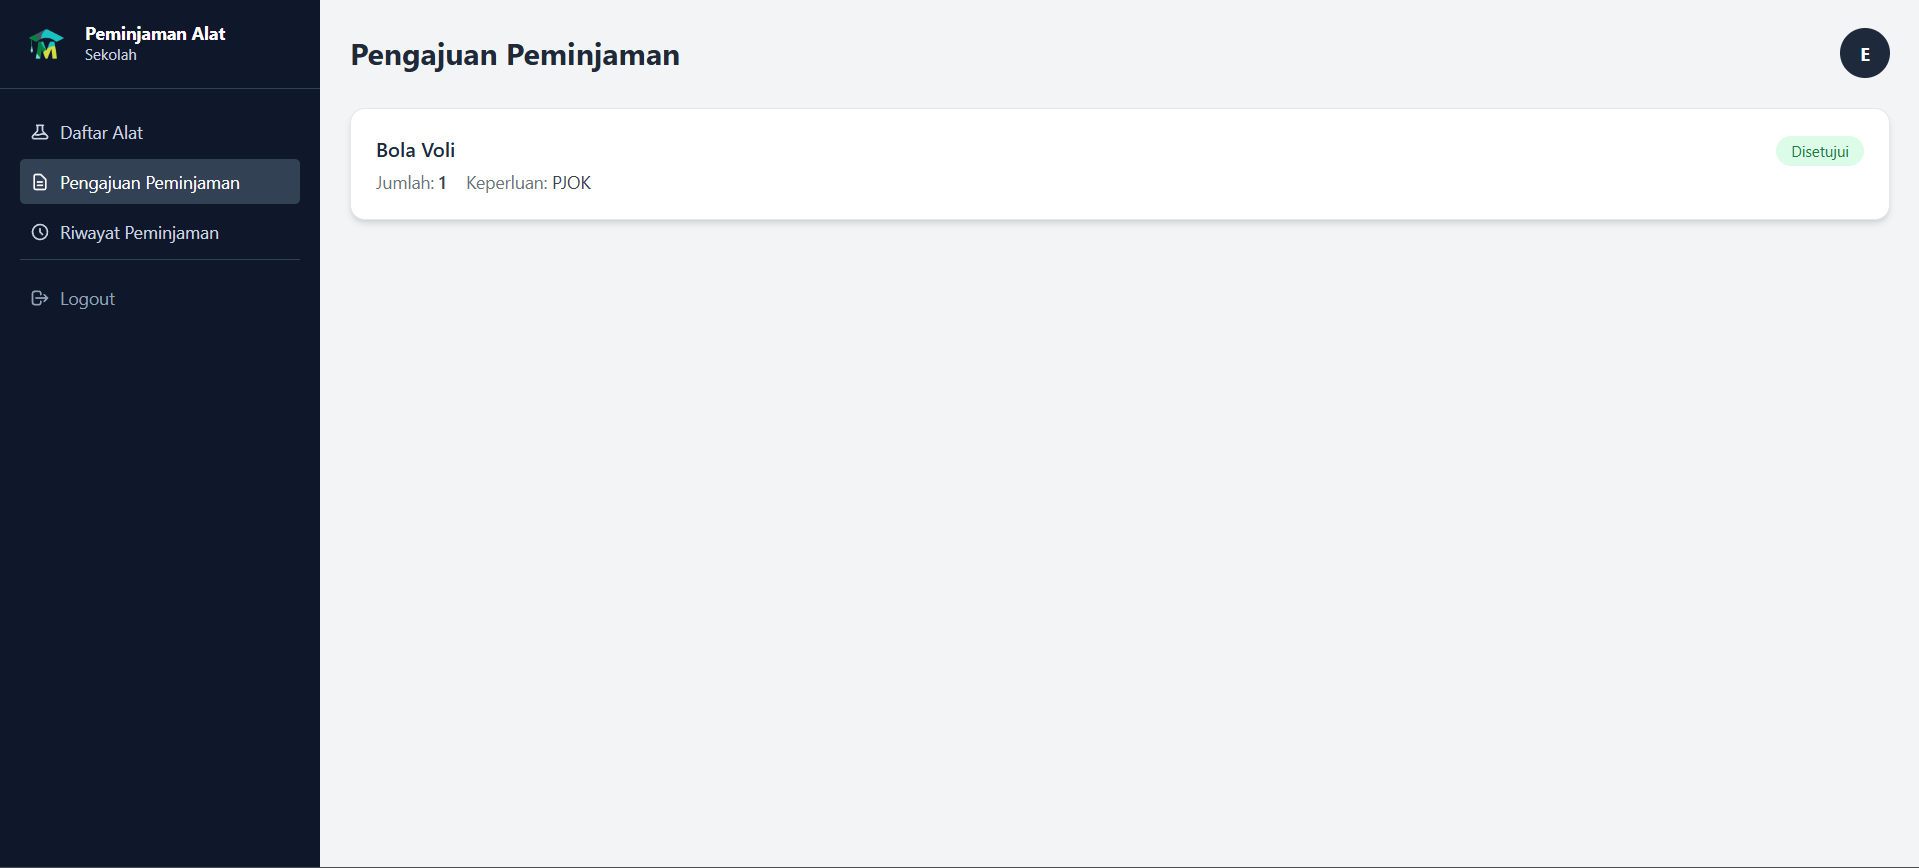 Peminjaman Alat
Sekolah
Daftar Alat
Pengajuan Peminjaman
Riwayat Peminjaman
Logout
Pengajuan Peminjaman
E
Bola Voli
Disetujui
Jumlah: 1 Keperluan: PJOK